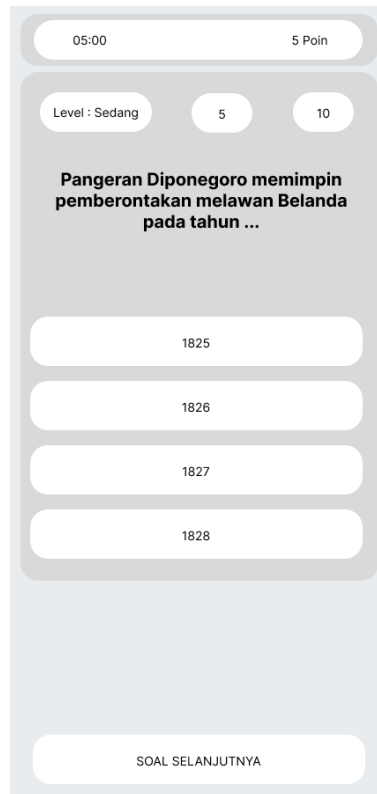 05:00 5 Poin
Level : Sedang 5 10
Pangeran Diponegoro memimpin
pemberontakan melawan Belanda
pada tahun ...
1825
1826
1827
1828
SOAL SELANJUTNYA